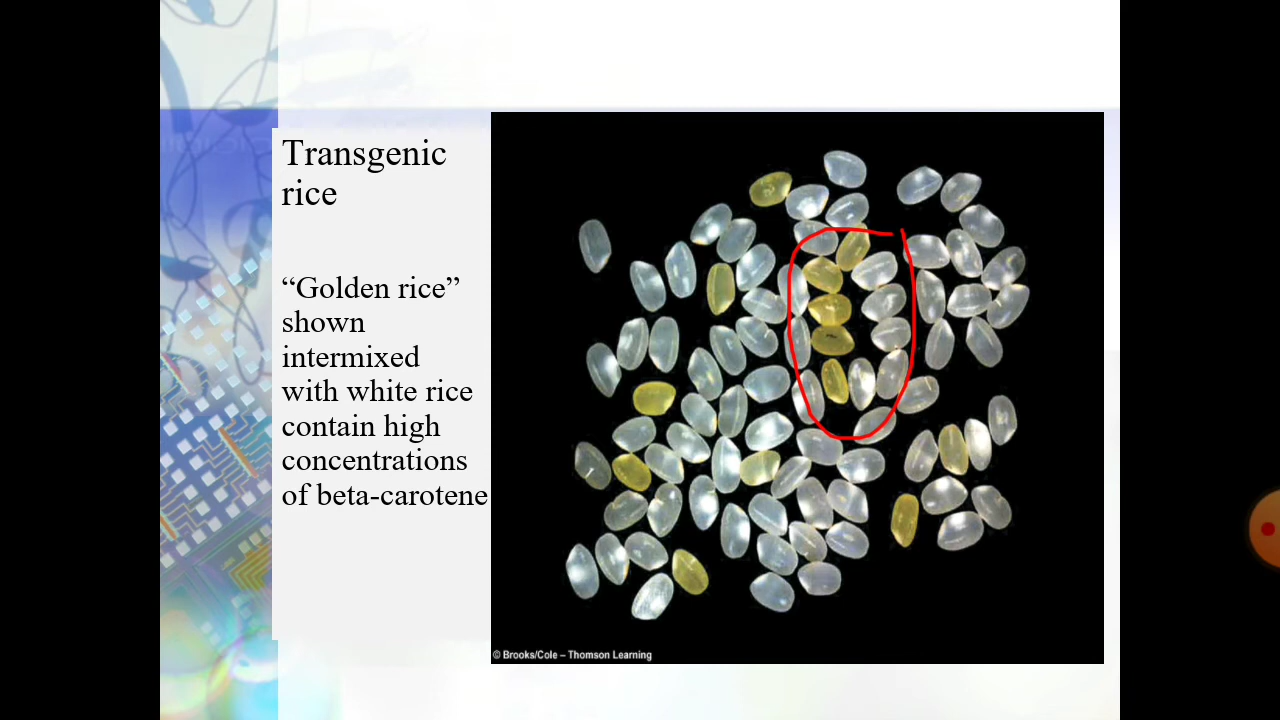 Transgenic
rice
“Golden rice”
shown
intermixed
with white rice
contain high
concentrations
of beta-carotene
© Brooks/Cole – Thomson Learning